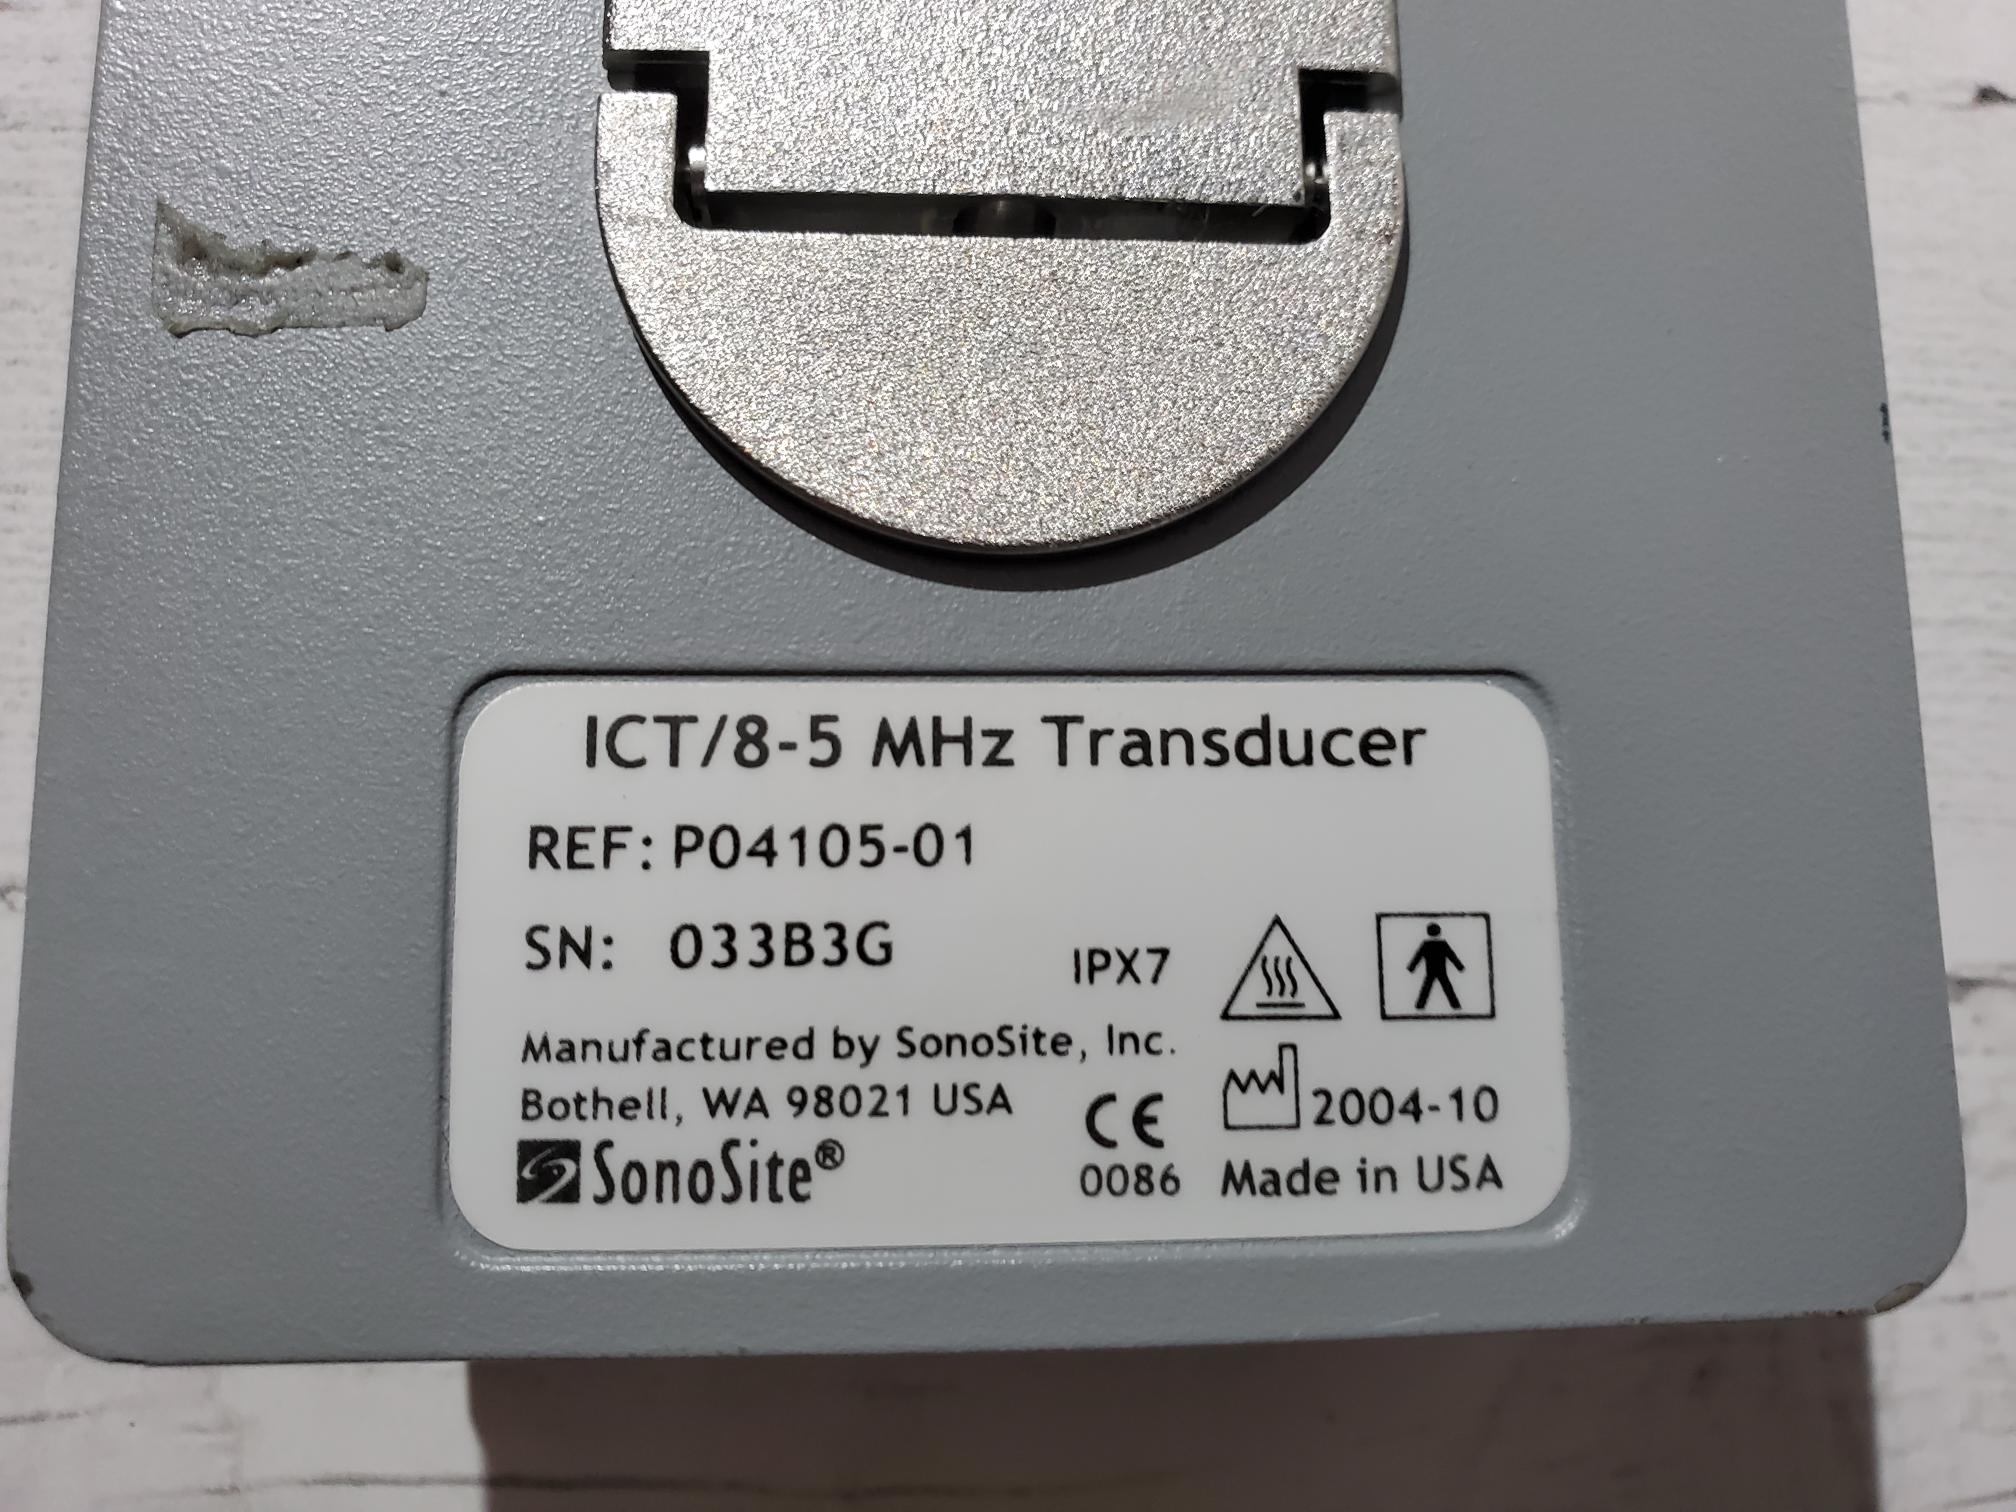 ICT/8-5 MHz Transducer
REF: P04105-01
SN: 033B3G
IPX7
Manufactured by SonoSite, Inc.
Bothell, WA 98021 USA
CE
0086
2004-10
SonoSite®
Made in USA